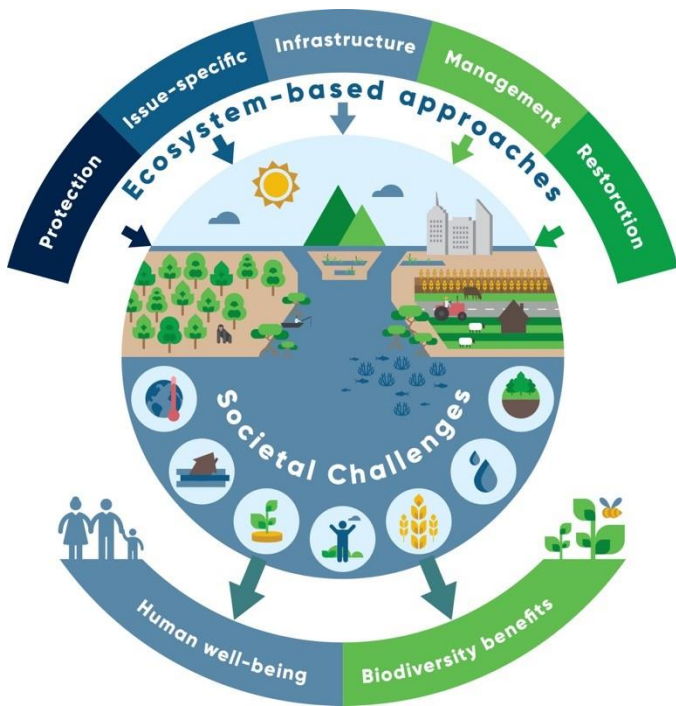 Protection
Issue-specific
Infrastructure
Management
Restoration
Ecosystem-based approaches
Societal Challenges
Human well-being
Biodiversity benefits